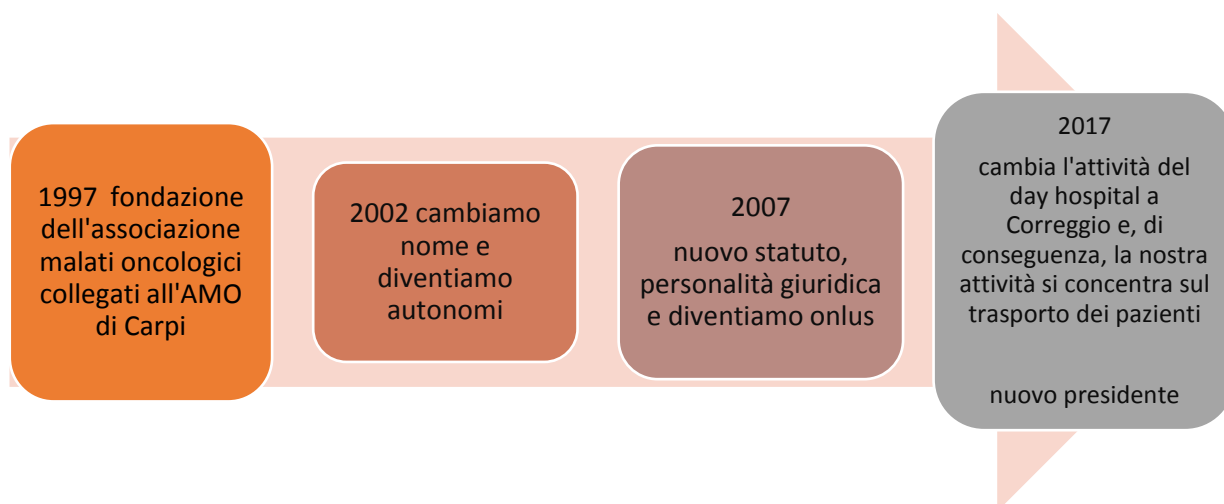 1997 fondazione
dell'associazione
malati oncologici
collegati all'AMO
di Carpi
2002 cambiamo
nome e
diventiamo
autonomi
2007
nuovo statuto,
personalità giuridica
e diventiamo onlus
2017
cambia l'attività del
day hospital a
Correggio e, di
conseguenza, la nostra
attività si concentra sul
trasporto dei pazienti
nuovo presidente